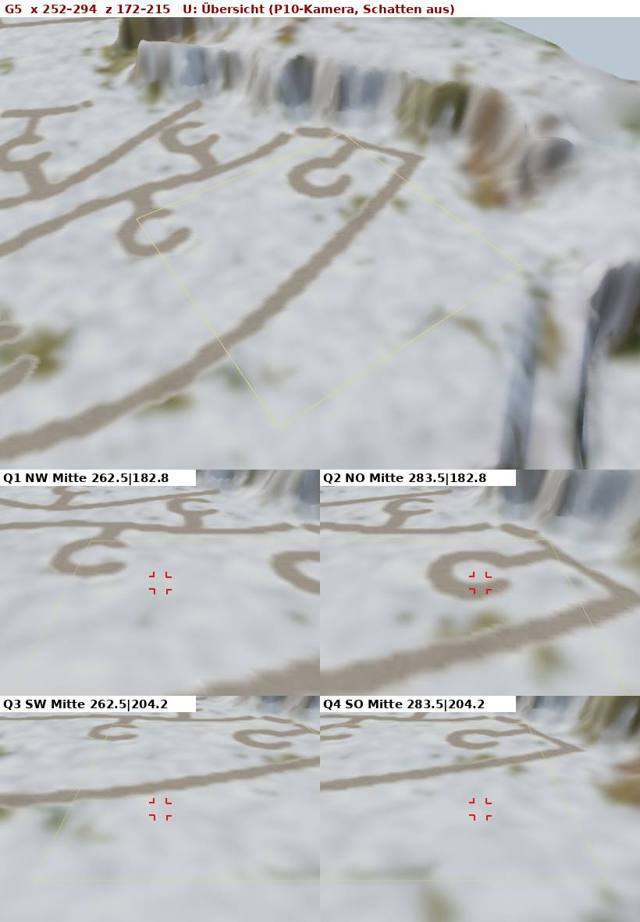 G5 x 252–294 z 172–215 U: Übersicht (P10-Kamera, Schatten aus)
Q1 NW Mitte 262.5|182.8
Q2 NO Mitte 283.5|182.8
Q3 SW Mitte 262.5|204.2
Q4 SO Mitte 283.5|204.2